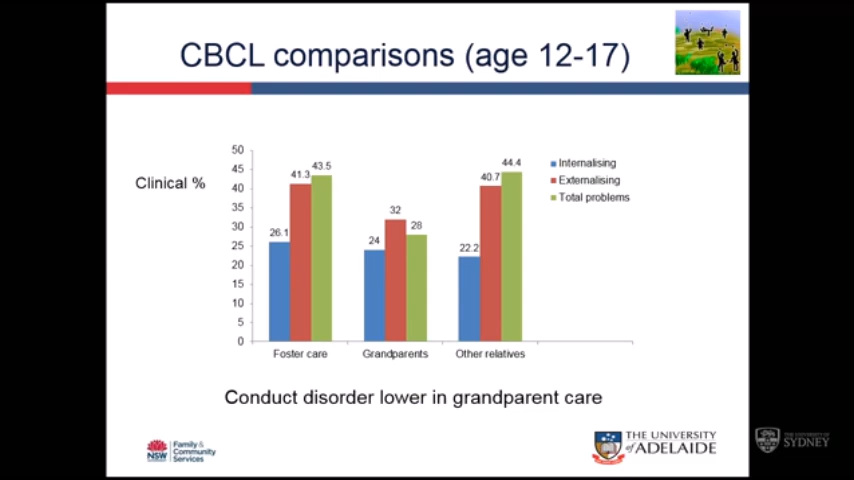 CBCL comparisons (age 12-17)
Clinical %
50
45
40
35
30
25
20
15
10
5
0
26.1
41.3
43.5
24
32
28
22.2
40.7
44.4
Foster care
Grandparents
Other relatives
Internalising
Externalising
Total problems
Conduct disorder lower in grandparent care
NSW
Family &
Community
Services
THE UNIVERSITY
of ADELAIDE
THE UNIVERSITY OF
SYDNEY